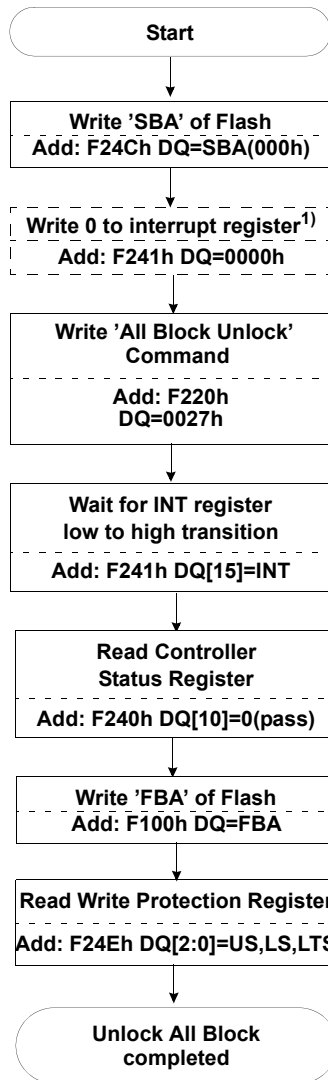 Start
Write ’SBA’ of Flash
Add: F24Ch DQ=SBA(000h)
Write 0 to interrupt register1)
Add: F241h DQ=0000h
Write ’All Block Unlock’
Command
Add: F220h
DQ=0027h
Wait for INT register
low to high transition
Add: F241h DQ[15]=INT
Read Controller
Status Register
Add: F240h DQ[10]=0(pass)
Write ’FBA’ of Flash
Add: F100h DQ=FBA
Read Write Protection Register
Add: F24Eh DQ[2:0]=US,LS,LTS
Unlock All Block
completed